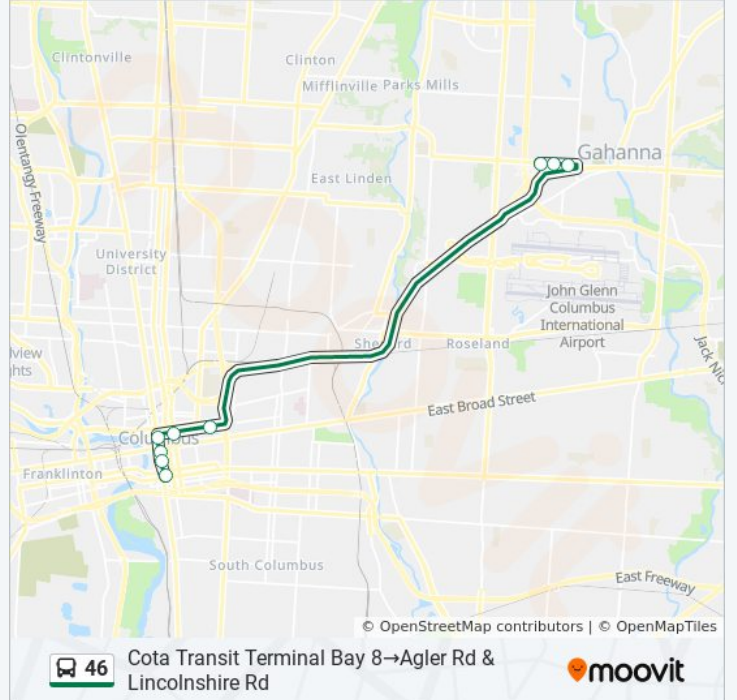 Clintonville
Clinton
Mifflinville Parks Mills
Gahanna
Olentangy Freeway
East Linden
University
District
John Glenn
Columbus
International
Airport
Roseland
East Broad Street
Columbus
Franklinton
South Columbus
East Freeway
© OpenStreetMap contributors | © OpenMapTiles
46
Cota Transit Terminal Bay 8→Agler Rd &
Lincolnshire Rd
moovit